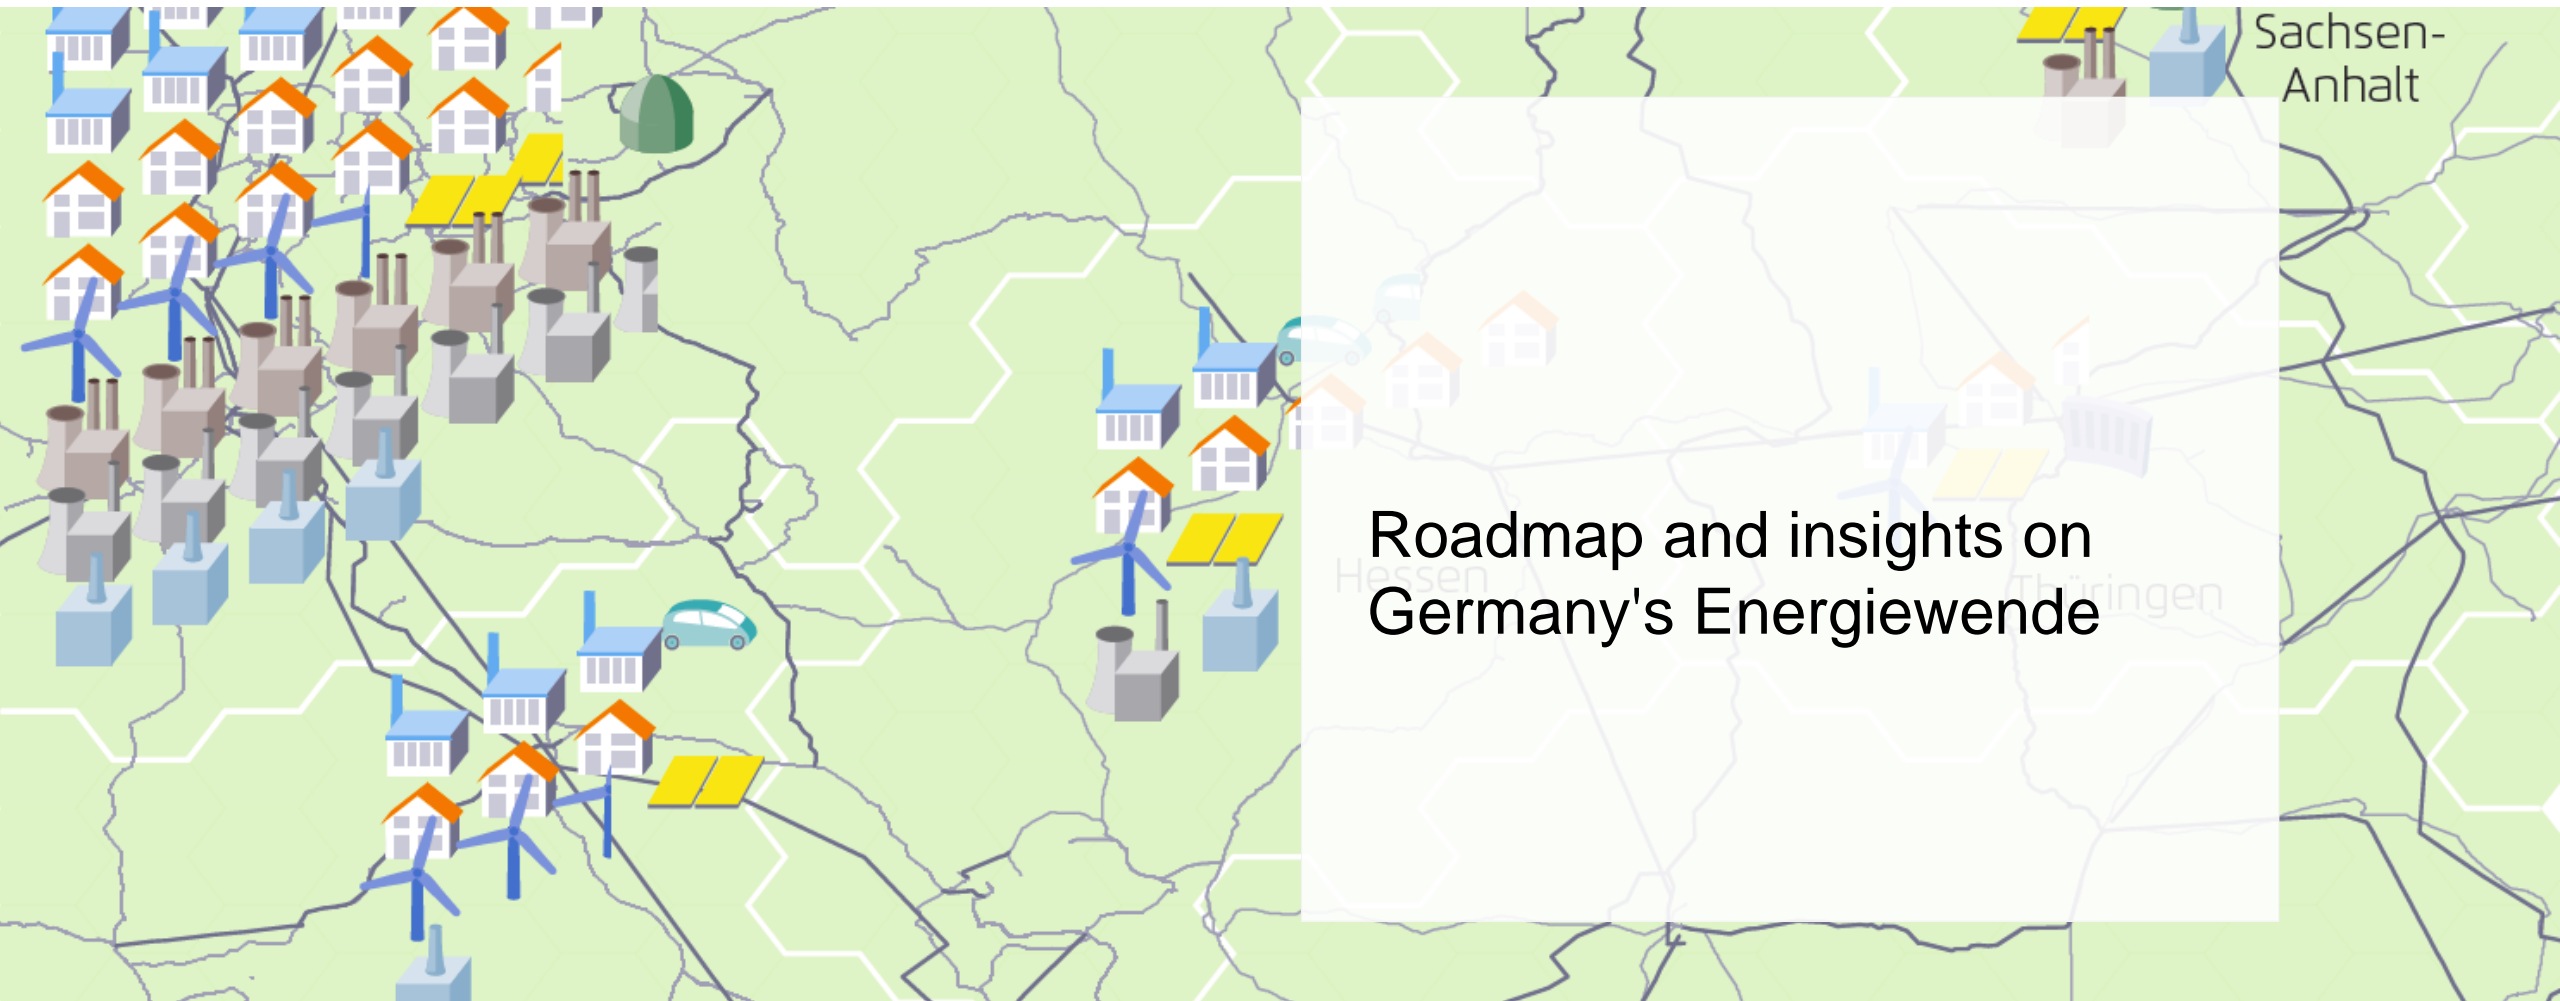 Sachsen-
Anhalt
Roadmap and insights on
Hessen
Thüringen
Germany's Energiewende